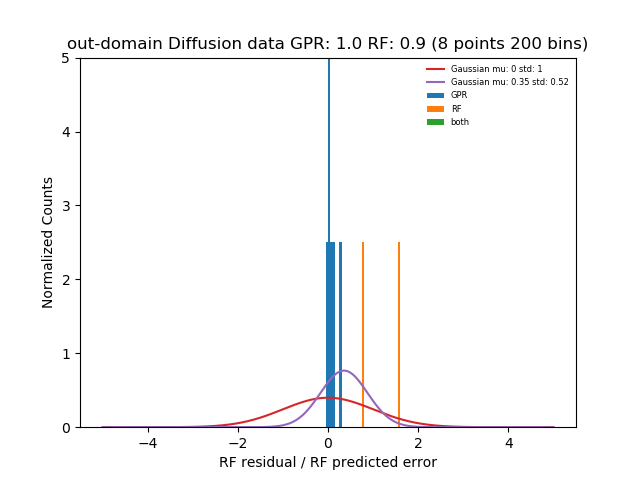 out-domain Diffusion data GPR: 1.0 RF: 0.9 (8 points 200 bins)
Gaussian mu: 0 std: 1
Gaussian mu: 0.35 std: 0.52
GPR
RF
both
Normalized Counts
5
4
3
2
1
0
−4
−2
0
2
4
RF residual / RF predicted error